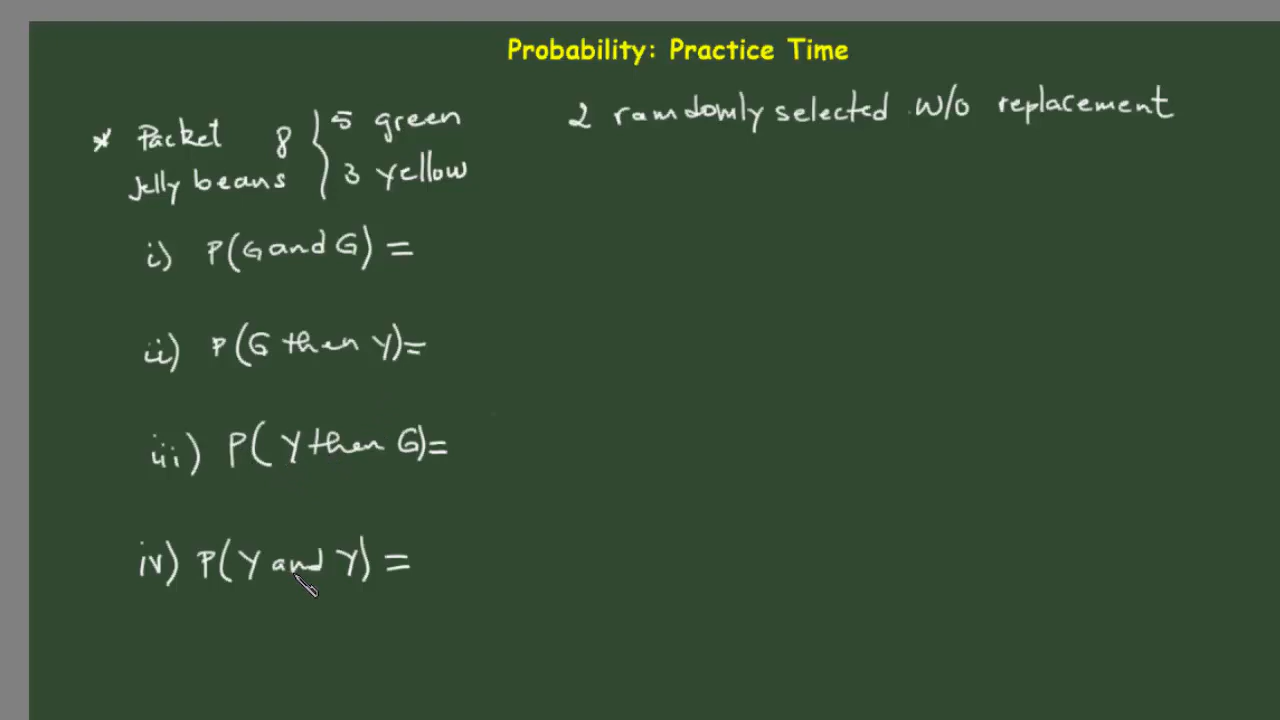 Probability: Practice Time
* Packet 8 5 green
Jelly beans 3 yellow
2 randomly selected w/o replacement
i) P(G and G) =
ii) P(G then Y)=
iii) P( Y then G)=
iv) P( Y and Y) =